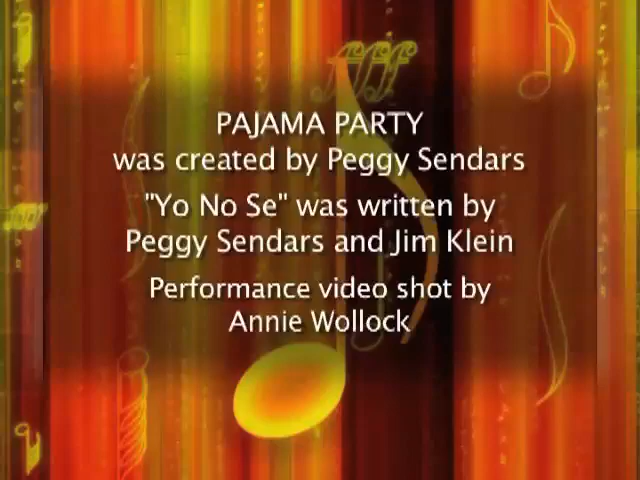 PAJAMA PARTY
was created by Peggy Sendars
"Yo No Se" was written by
Peggy Sendars and Jim Klein
Performance video shot by
Annie Wollock